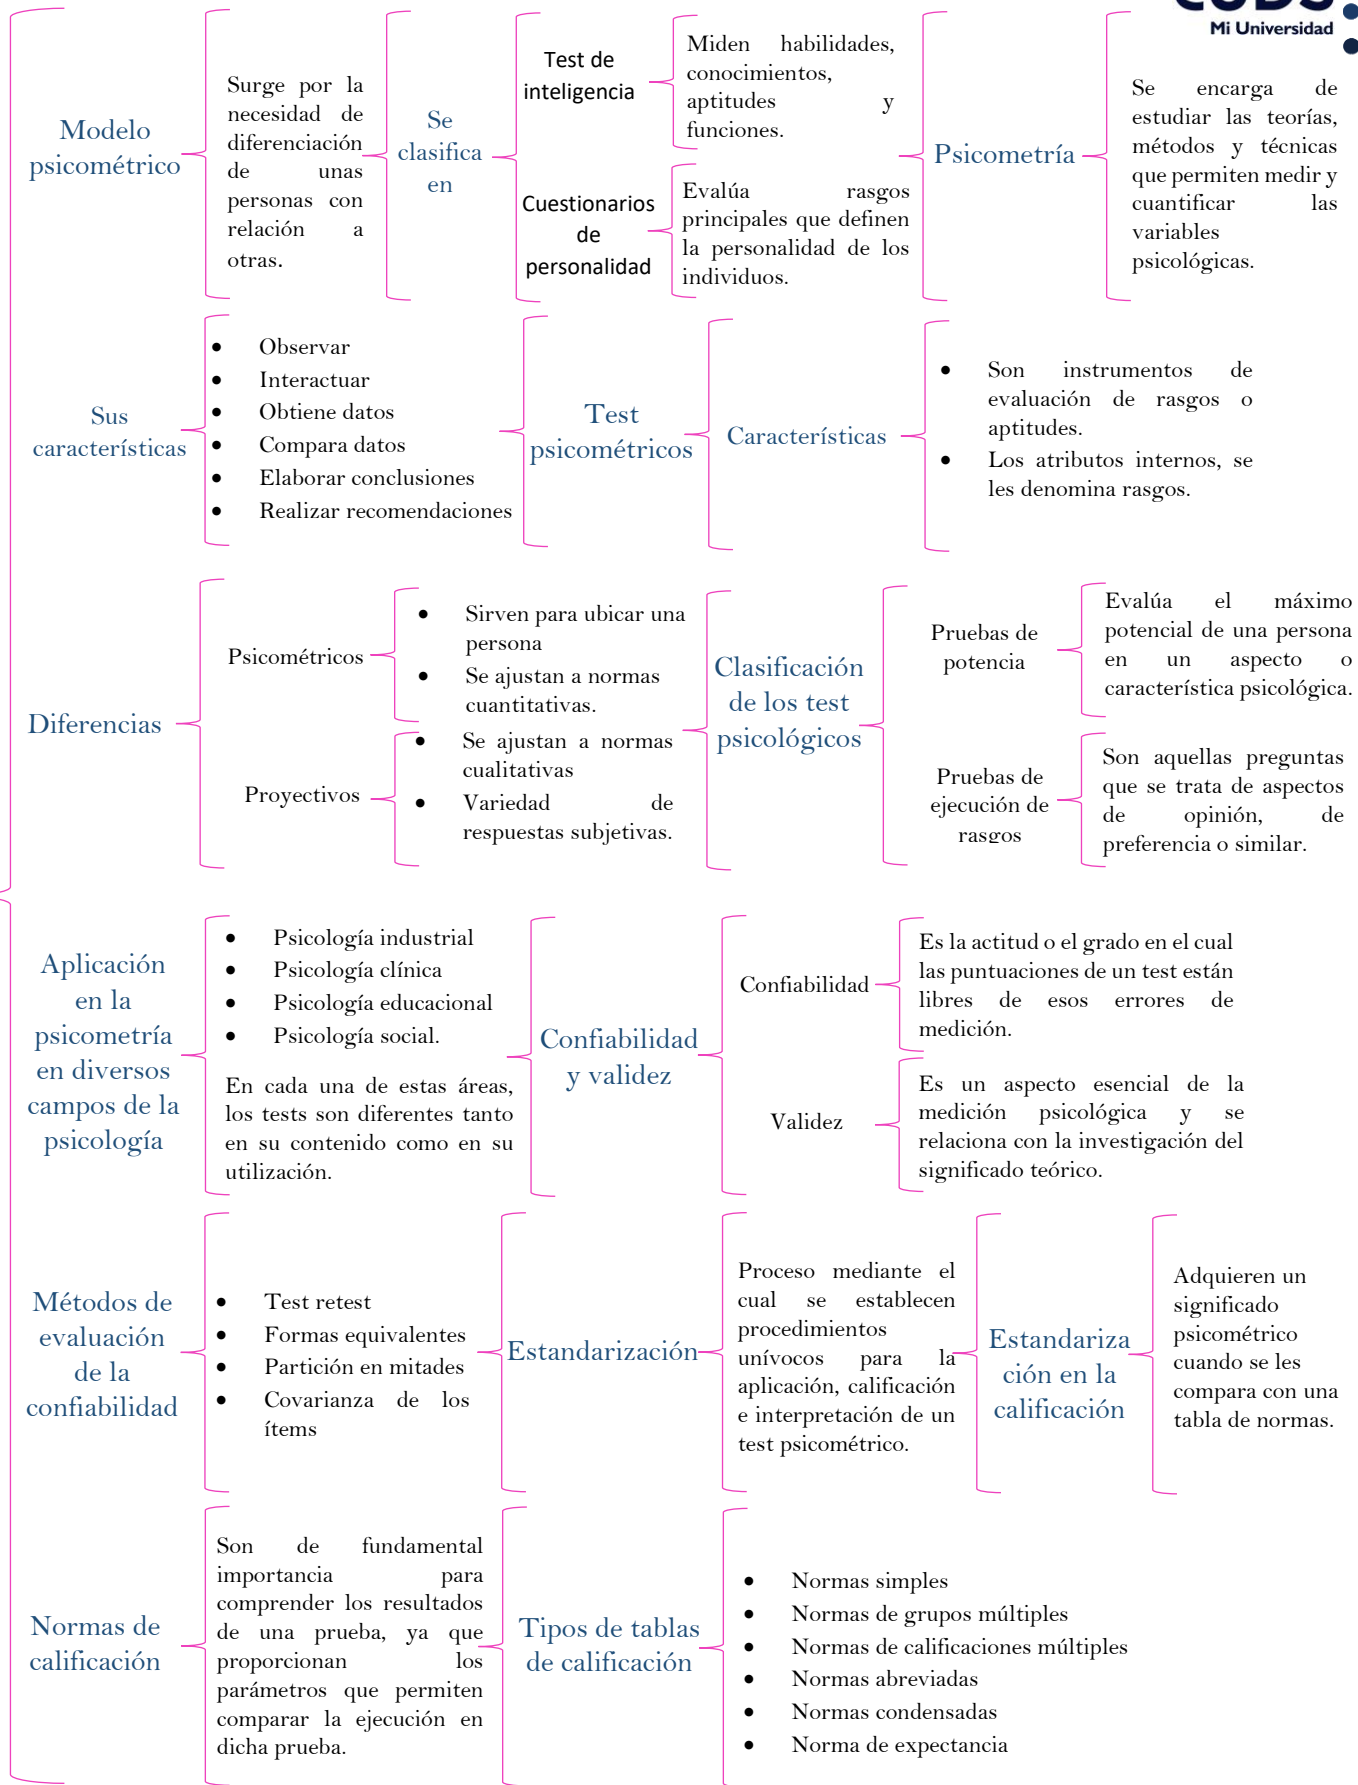 Mi Universidad
Modelo
psicométrico
Surge por la
necesidad de
diferenciación
de unas
personas con
relación a
otras.
Se
clasifica
en
Test de
inteligencia
Miden habilidades,
conocimientos,
aptitudes y
funciones.
Cuestionarios
de
personalidad
Evalúa rasgos
principales que definen
la personalidad de los
individuos.
Psicometría
Se encarga de
estudiar las teorías,
métodos y técnicas
que permiten medir y
cuantificar las
variables
psicológicas.
Sus
características
• Observar
• Interactuar
• Obtiene datos
• Compara datos
• Elaborar conclusiones
• Realizar recomendaciones
Test
psicométricos
Características
• Son instrumentos de
evaluación de rasgos o
aptitudes.
• Los atributos internos, se
les denomina rasgos.
Diferencias
Psicométricos
• Sirven para ubicar una
persona
• Se ajustan a normas
cuantitativas.
Proyectivos
• Se ajustan a normas
cualitativas
• Variedad de
respuestas subjetivas.
Clasificación
de los test
psicológicos
Pruebas de
potencia
Evalúa el máximo
potencial de una persona
en un aspecto o
característica psicológica.
Pruebas de
ejecución de
rasgos
Son aquellas preguntas
que se trata de aspectos
de opinión, de
preferencia o similar.
Aplicación
en la
psicometría
en diversos
campos de la
psicología
• Psicología industrial
• Psicología clínica
• Psicología educacional
• Psicología social.
En cada una de estas áreas,
los tests son diferentes tanto
en su contenido como en su
utilización.
Confiabilidad
y validez
Confiabilidad
Es la actitud o el grado en el cual
las puntuaciones de un test están
libres de esos errores de
medición.
Validez
Es un aspecto esencial de la
medición psicológica y se
relaciona con la investigación del
significado teórico.
Métodos de
evaluación
de la
confiabilidad
• Test retest
• Formas equivalentes
• Partición en mitades
• Covarianza de los
ítems
Estandarización
Proceso mediante el
cual se establecen
procedimientos
unívocos para la
aplicación, calificación
e interpretación de un
test psicométrico.
Estandariza
ción en la
calificación
Adquieren un
significado
psicométrico
cuando se les
compara con una
tabla de normas.
Normas de
calificación
Son de fundamental
importancia para
comprender los resultados
de una prueba, ya que
proporcionan los
parámetros que permiten
comparar la ejecución en
dicha prueba.
Tipos de tablas
de calificación
• Normas simples
• Normas de grupos múltiples
• Normas de calificaciones múltiples
• Normas abreviadas
• Normas condensadas
• Norma de expectancia